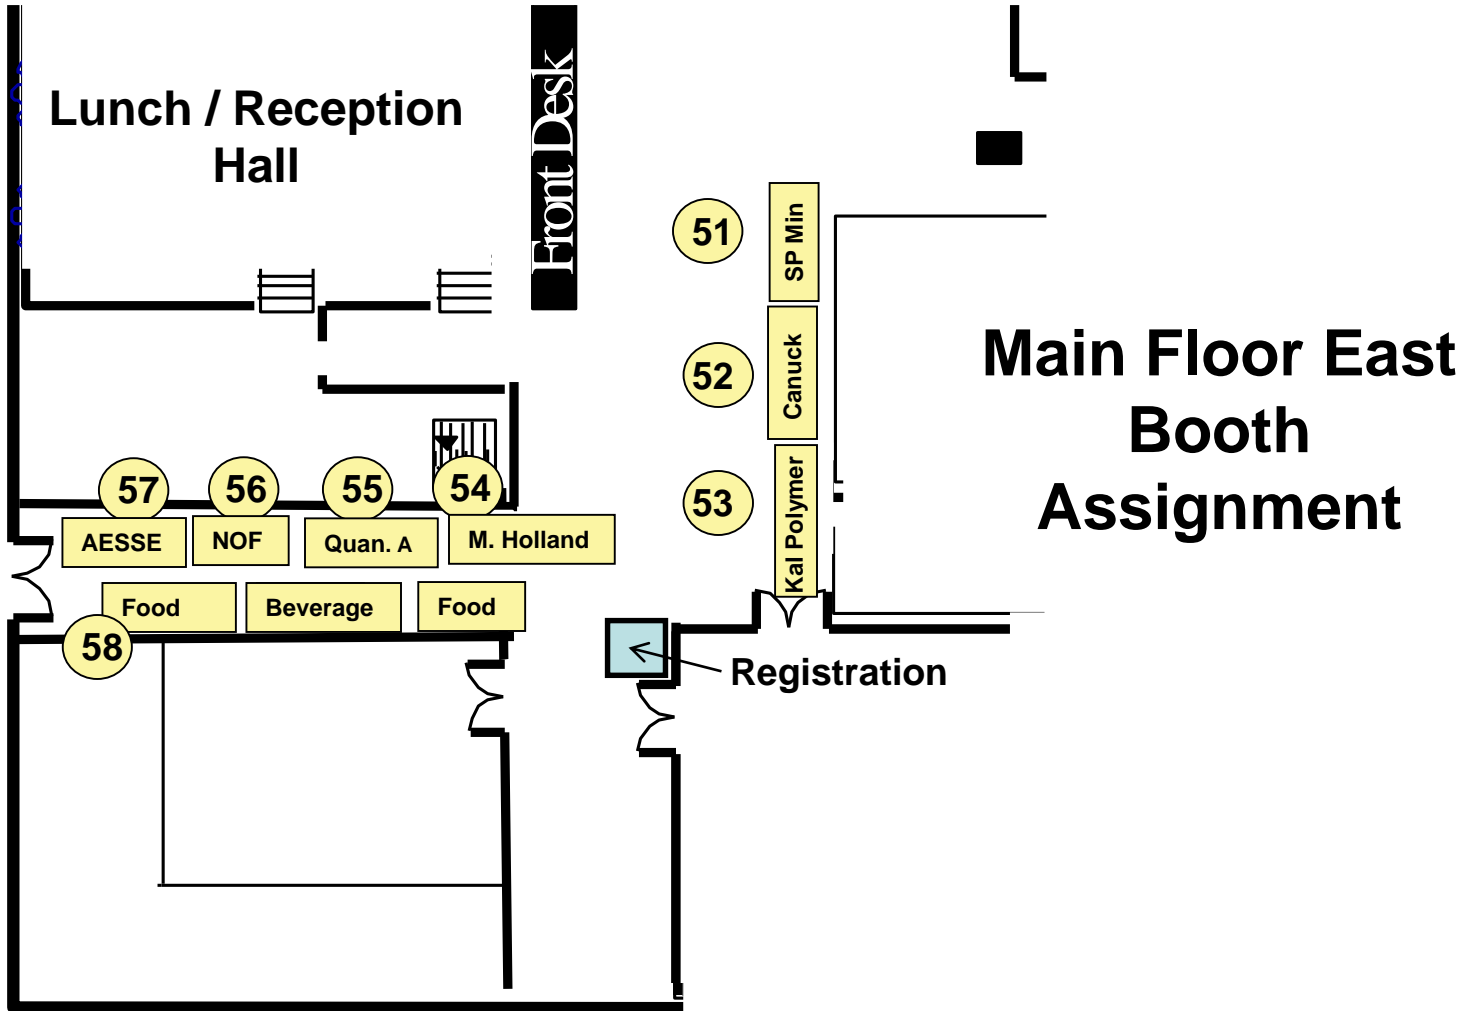 Lunch / Reception
Hall
Front Desk
51
SP Min
52
Canuck
53
Kal Polymer
Main Floor East
Booth
Assignment
57
56
55
54
AESSE
NOF
Quan. A
M. Holland
Food
Beverage
Food
58
Registration